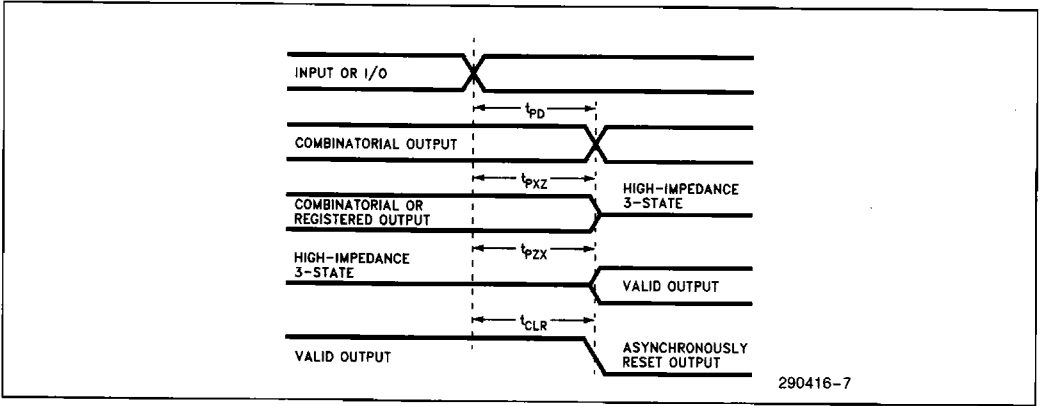 INPUT OR I/O
tPD
COMBINATORIAL OUTPUT
tPXZ
HIGH-IMPEDANCE
3-STATE
COMBINATORIAL OR
REGISTERED OUTPUT
tPZX
HIGH-IMPEDANCE
3-STATE
VALID OUTPUT
tCLR
VALID OUTPUT
ASYNCHRONOUSLY
RESET OUTPUT
290416-7